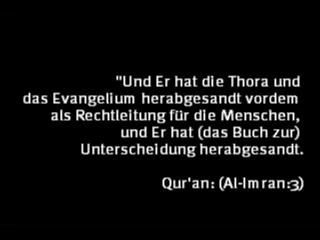 "Und Er hat die Thora und
das Evangelium herabgesandt vordem
als Rechtleitung für die Menschen,
und Er hat (das Buch zur)
Unterscheidung herabgesandt.
Qur'an: (Al-Imran:3)